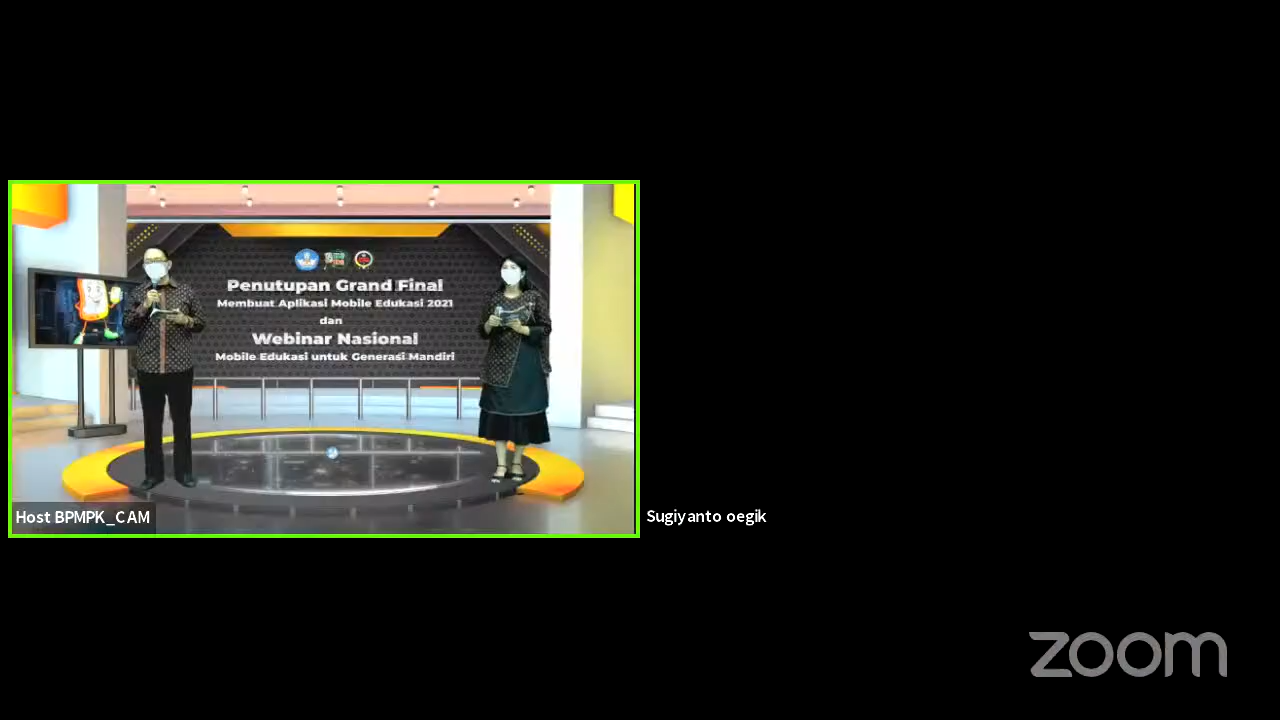 Penutupan Grand Final
Membuat Aplikasi Mobile Edukasi 2021
dan
Webinar Nasional
Mobile Edukasi untuk Generasi Mandiri
Host BPMPK_CAM
Sugiyanto oegik
zoom